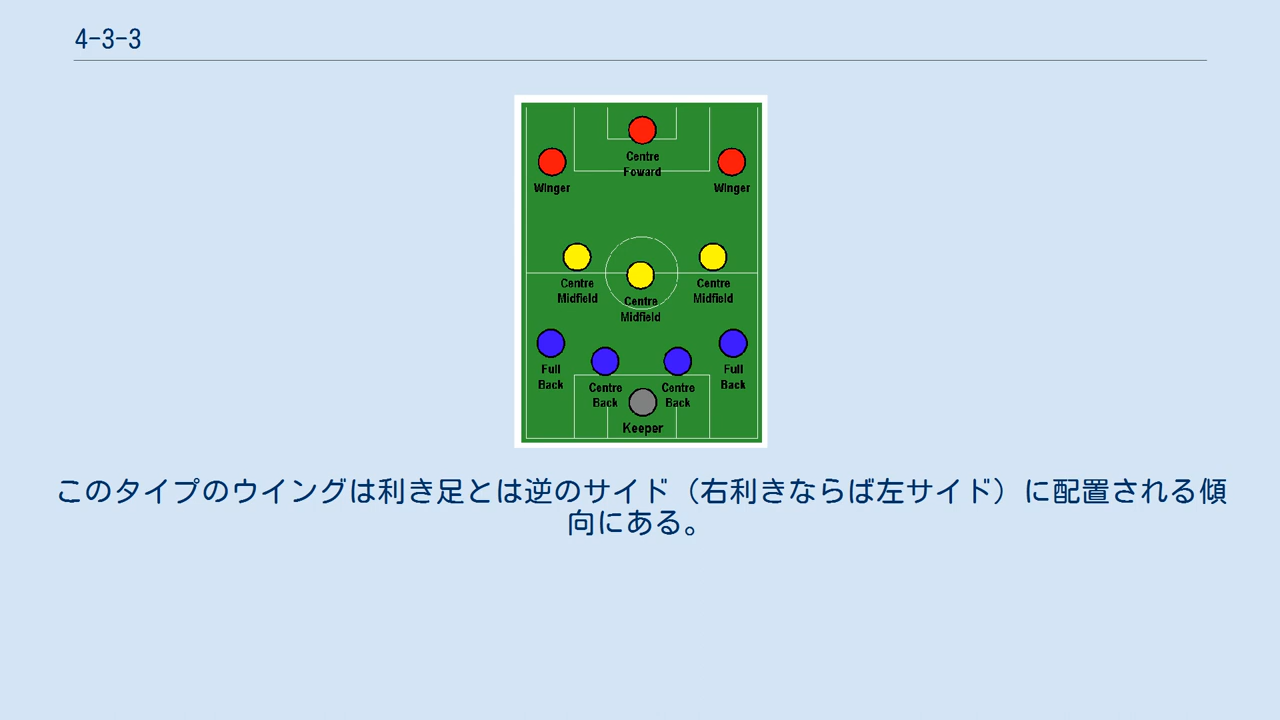 4-3-3
Centre
Foward
Winger
Winger
Centre
Midfield
Centre
Midfield
Centre
Midfield
Full
Back
Centre
Back
Centre
Back
Full
Back
Keeper
このタイプのウイングは利き足とは逆のサイド（右利きならば左サイド）に配置される傾
向にある。